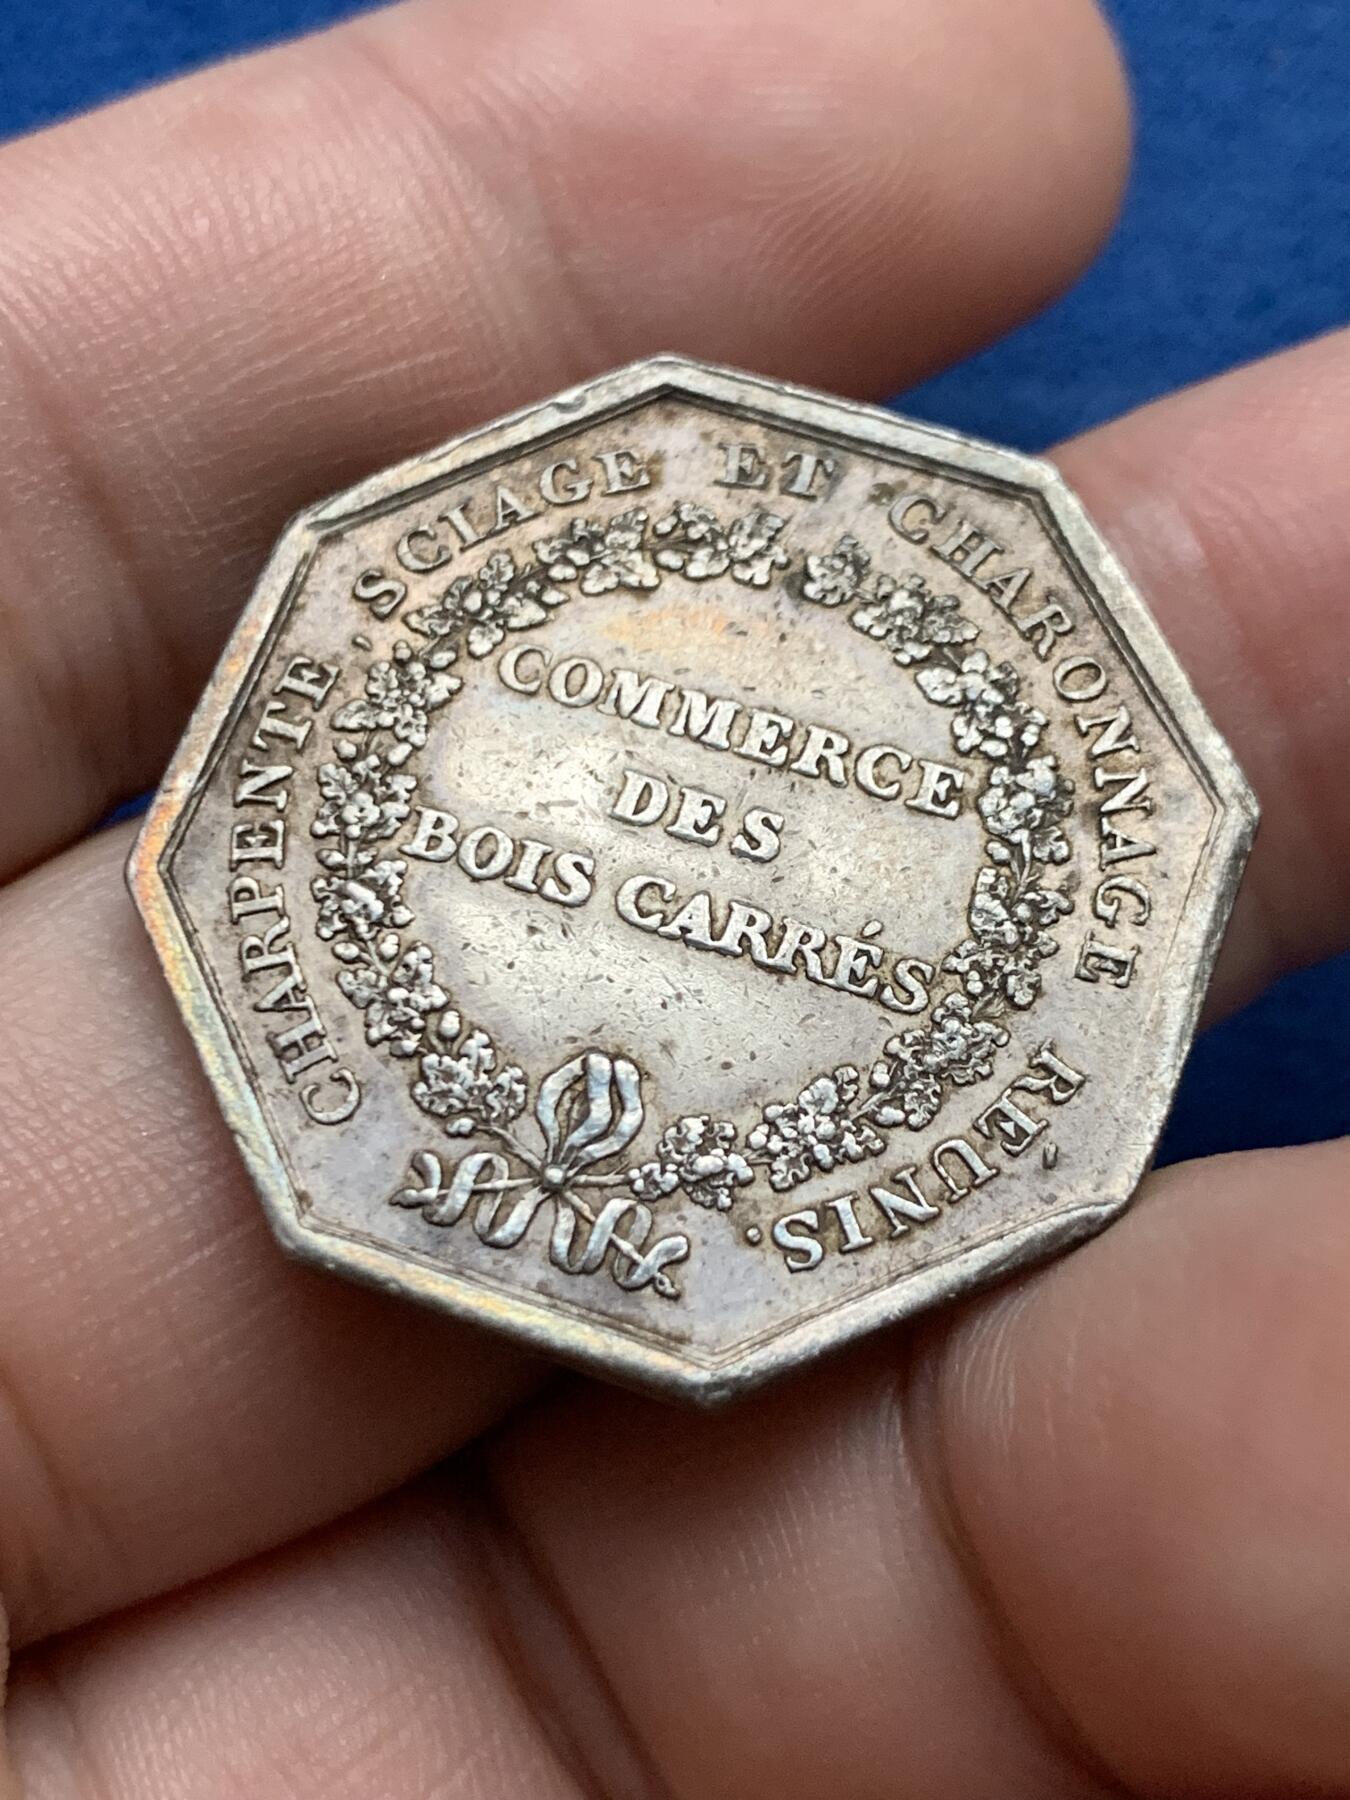 CHARPENTE, SCIAGE ET CHARONNAGE RÉUNIS.
COMMERCE
DES
BOIS CARRÉS